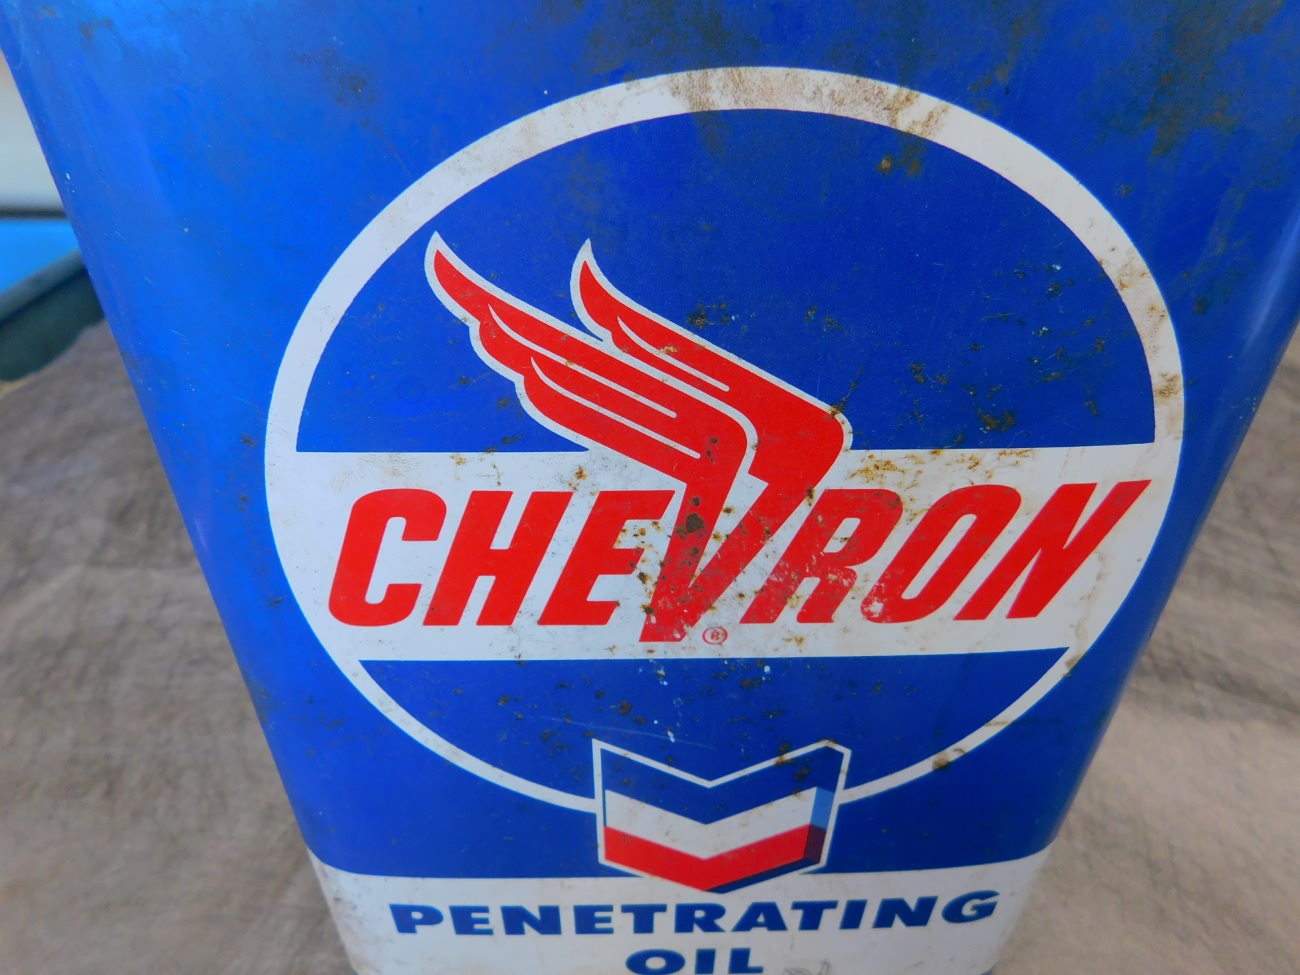 CHEVRON
®
PENETRATING
OIL